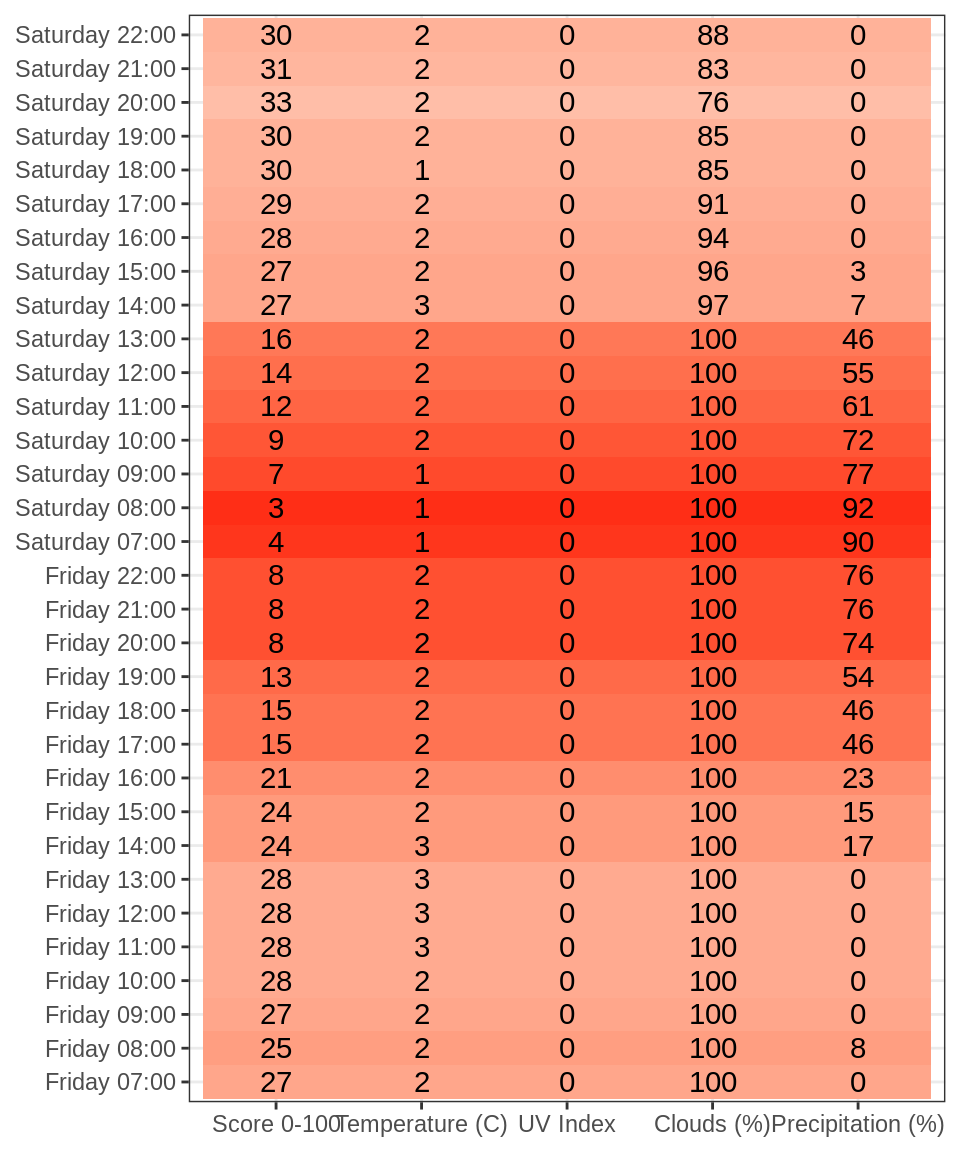 Saturday 22:00 30 2 0 88 0
Saturday 21:00 31 2 0 83 0
Saturday 20:00 33 2 0 76 0
Saturday 19:00 30 2 0 85 0
Saturday 18:00 30 1 0 85 0
Saturday 17:00 29 2 0 91 0
Saturday 16:00 28 2 0 94 0
Saturday 15:00 27 2 0 96 3
Saturday 14:00 27 3 0 97 7
Saturday 13:00 16 2 0 100 46
Saturday 12:00 14 2 0 100 55
Saturday 11:00 12 2 0 100 61
Saturday 10:00 9 2 0 100 72
Saturday 09:00 7 1 0 100 77
Saturday 08:00 3 1 0 100 92
Saturday 07:00 4 1 0 100 90
Friday 22:00 8 2 0 100 76
Friday 21:00 8 2 0 100 76
Friday 20:00 8 2 0 100 74
Friday 19:00 13 2 0 100 54
Friday 18:00 15 2 0 100 46
Friday 17:00 15 2 0 100 46
Friday 16:00 21 2 0 100 23
Friday 15:00 24 2 0 100 15
Friday 14:00 24 3 0 100 17
Friday 13:00 28 3 0 100 0
Friday 12:00 28 3 0 100 0
Friday 11:00 28 3 0 100 0
Friday 10:00 28 2 0 100 0
Friday 09:00 27 2 0 100 0
Friday 08:00 25 2 0 100 8
Friday 07:00 27 2 0 100 0
Score 0-100 Temperature (C) UV Index Clouds (%) Precipitation (%)